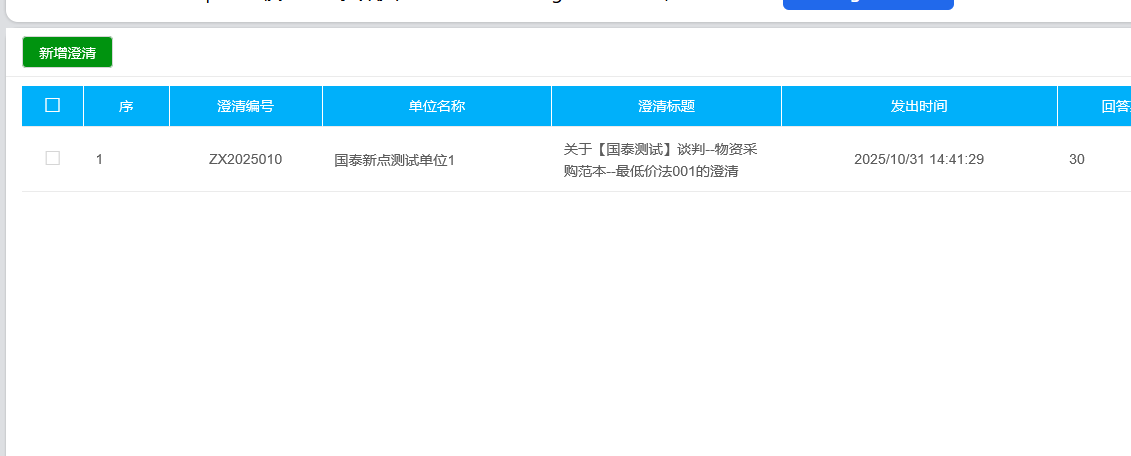 新增澄清
序 澄清编号 单位名称 澄清标题 发出时间 回答
1 ZX2025010 国泰新点测试单位1 关于【国泰测试】谈判--物资采 2025/10/31 14:41:29 30
购范本--最低价法001的澄清